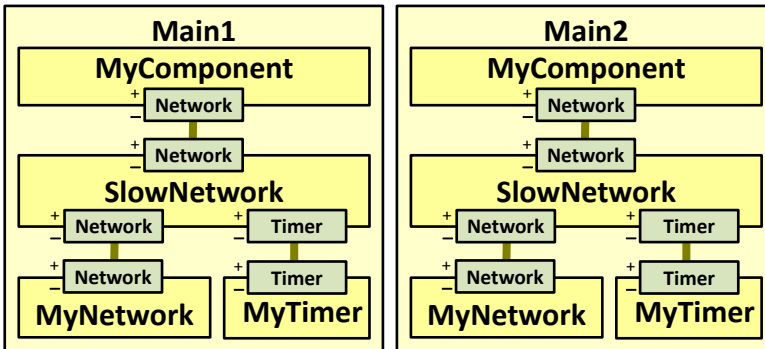 Main1
MyComponent
+
− Network
+
− Network
SlowNetwork
+
− Network
+
− Timer
+
− Network
+
− Timer
MyNetwork
MyTimer
Main2
MyComponent
+
− Network
+
− Network
SlowNetwork
+
− Network
+
− Timer
+
− Network
+
− Timer
MyNetwork
MyTimer